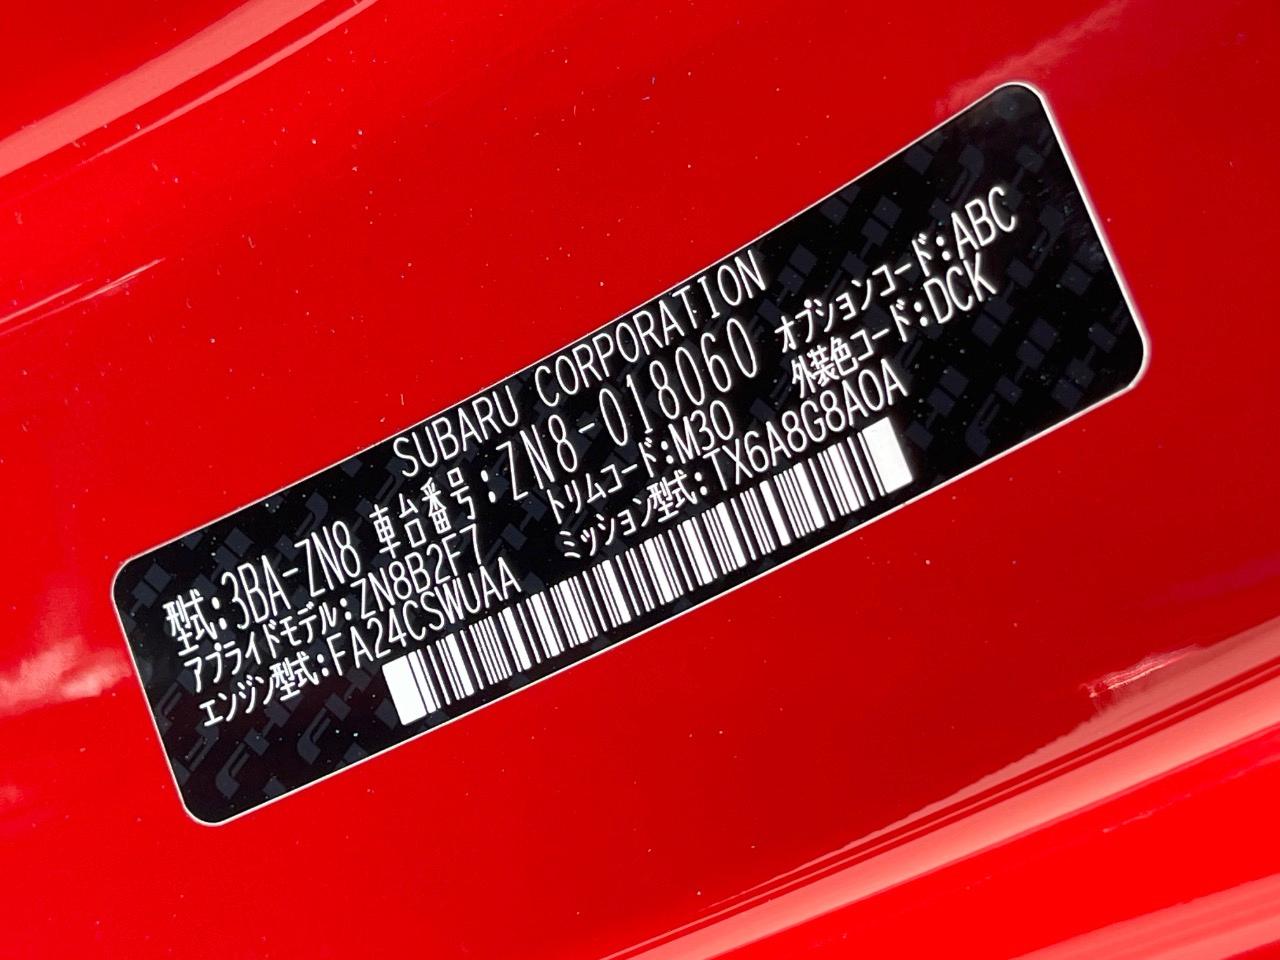 SUBARU CORPORATION
型式:3BA-ZN8 車台番号:ZN8-018060
アプライドモデル:ZN8B2F7 トリムコード:M30 オプションコード:ABC
エンジン型式:FA24CSWUAA ミッション型式:TX6A8G8AOA 外装色コード:DCK